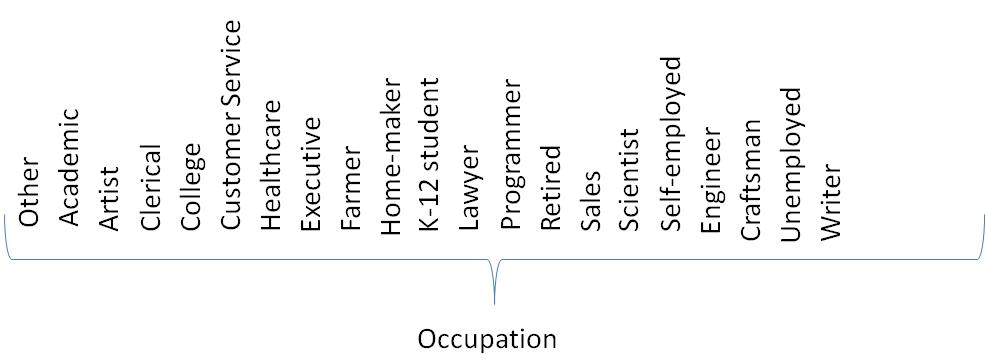 Other
Academic
Artist
Clerical
College
Customer Service
Healthcare
Executive
Farmer
Home-maker
K-12 student
Lawyer
Programmer
Retired
Sales
Scientist
Self-employed
Engineer
Craftsman
Unemployed
Writer
Occupation